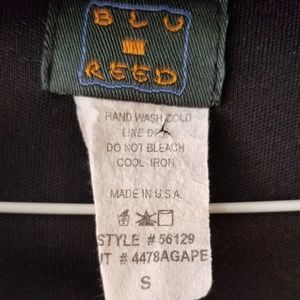 BLU
REED
HAND WASH COLD
LINE DRY
DO NOT BLEACH
COOL IRON
MADE IN U.S.A.
STYLE # 56129
UT # 4478AGAPE
S